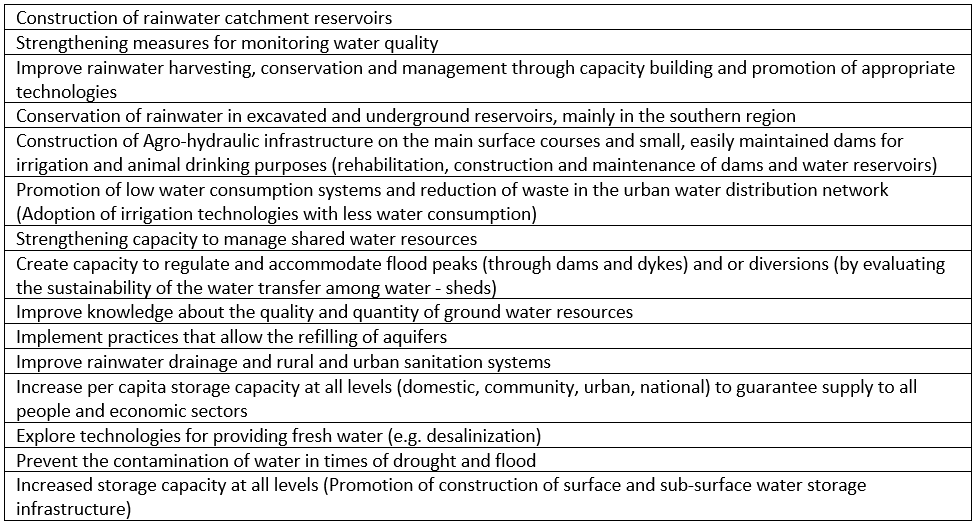 Construction of rainwater catchment reservoirs
Strengthening measures for monitoring water quality
Improve rainwater harvesting, conservation and management through capacity building and promotion of appropriate
technologies
Conservation of rainwater in excavated and underground reservoirs, mainly in the southern region
Construction of Agro-hydraulic infrastructure on the main surface courses and small, easily maintained dams for
irrigation and animal drinking purposes (rehabilitation, construction and maintenance of dams and water reservoirs)
Promotion of low water consumption systems and reduction of waste in the urban water distribution network
(Adoption of irrigation technologies with less water consumption)
Strengthening capacity to manage shared water resources
Create capacity to regulate and accommodate flood peaks (through dams and dykes) and or diversions (by evaluating
the sustainability of the water transfer among water - sheds)
Improve knowledge about the quality and quantity of ground water resources
Implement practices that allow the refilling of aquifers
Improve rainwater drainage and rural and urban sanitation systems
Increase per capita storage capacity at all levels (domestic, community, urban, national) to guarantee supply to all
people and economic sectors
Explore technologies for providing fresh water (e.g. desalinization)
Prevent the contamination of water in times of drought and flood
Increased storage capacity at all levels (Promotion of construction of surface and sub-surface water storage
infrastructure)